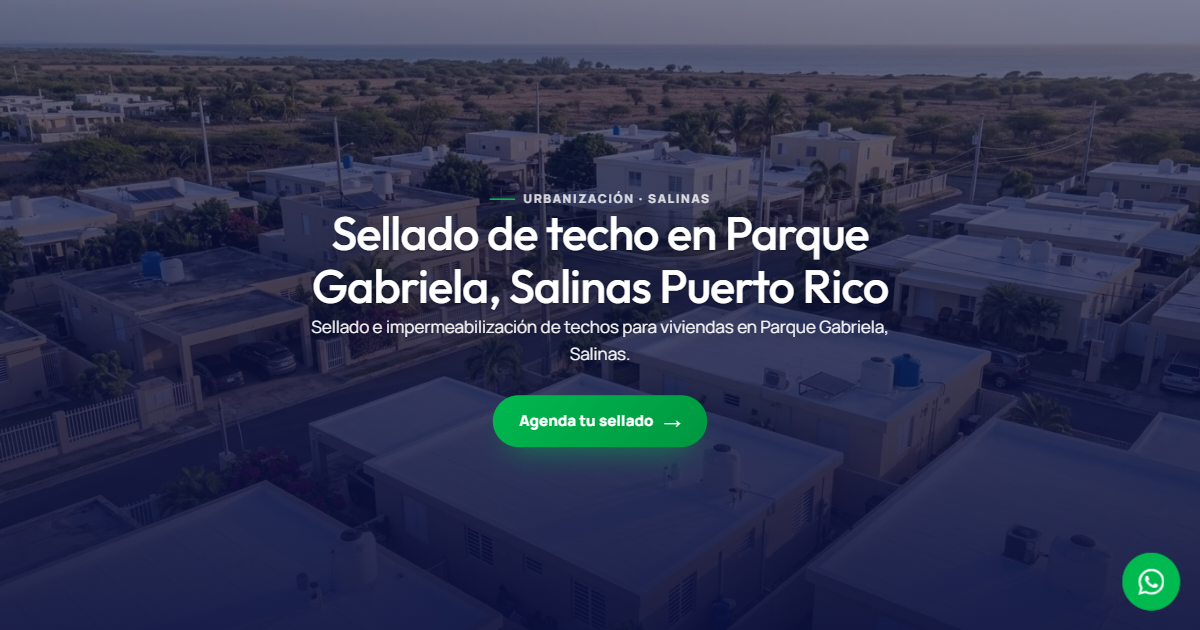 URBANIZACIÓN · SALINAS
Sellado de techo en Parque
Gabriela, Salinas Puerto Rico
Sellado e impermeabilización de techos para viviendas en Parque Gabriela,
Salinas.
Agenda tu sellado →